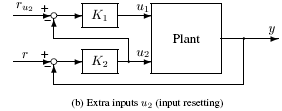 r_{u_2} + - K_1 u_1
Plant y
r + - K_2 u_2
(b) Extra inputs u_2 (input resetting)